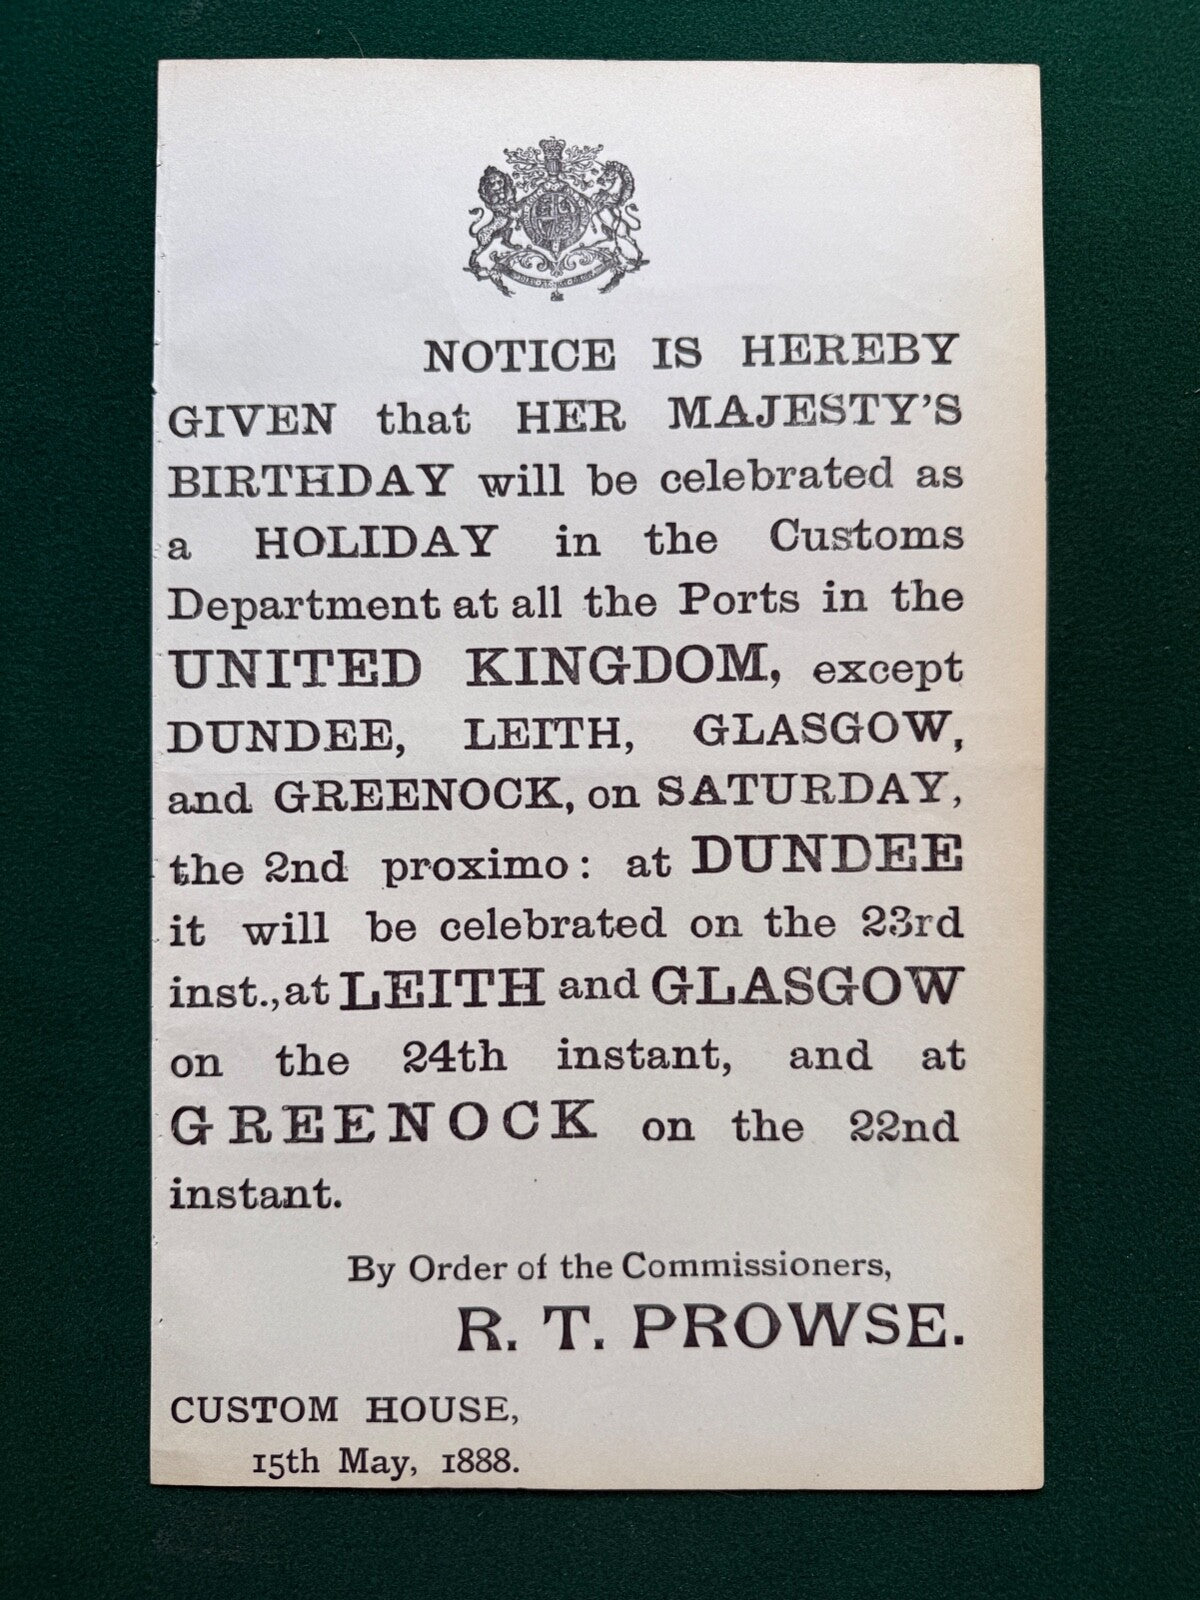 NOTICE IS HEREBY
GIVEN that HER MAJESTY'S
BIRTHDAY will be celebrated as
a HOLIDAY in the Customs
Department at all the Ports in the
UNITED KINGDOM, except
DUNDEE, LEITH, GLASGOW,
and GREENOCK, on SATURDAY,
the 2nd proximo: at DUNDEE
it will be celebrated on the 23rd
inst., at LEITH and GLASGOW
on the 24th instant, and at
GREENOCK on the 22nd
instant.
By Order of the Commissioners,
R. T. PROWSE.
CUSTOM HOUSE,
15th May, 1888.